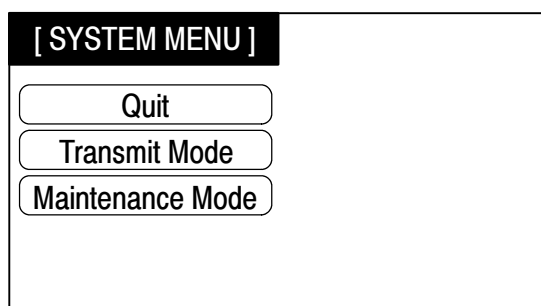 [ SYSTEM MENU ]
Quit
Transmit Mode
Maintenance Mode